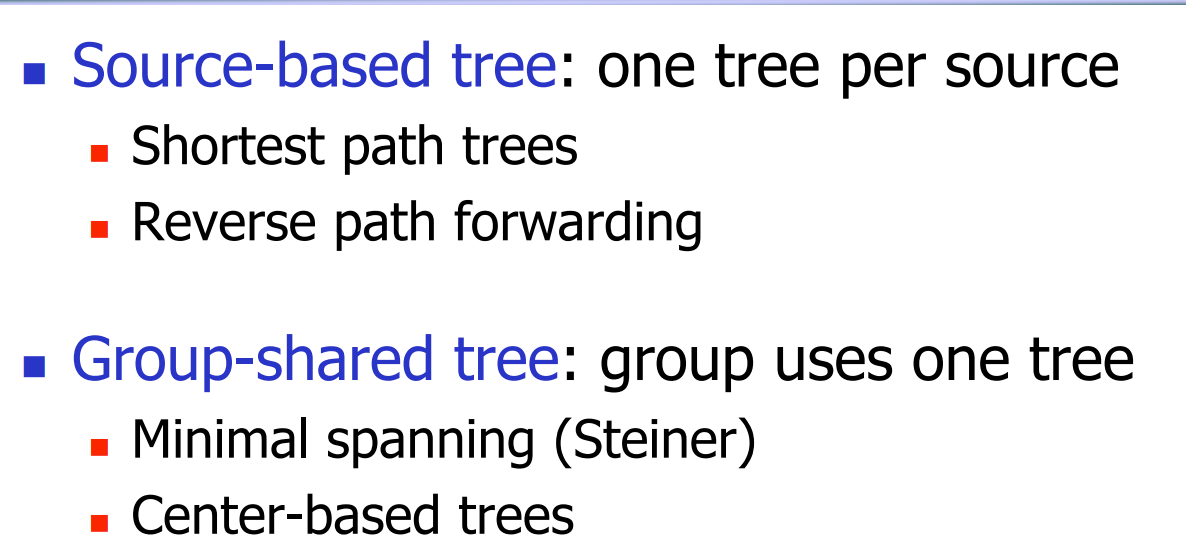 Source-based tree: one tree per source
Shortest path trees
Reverse path forwarding
Group-shared tree: group uses one tree
Minimal spanning (Steiner)
Center-based trees